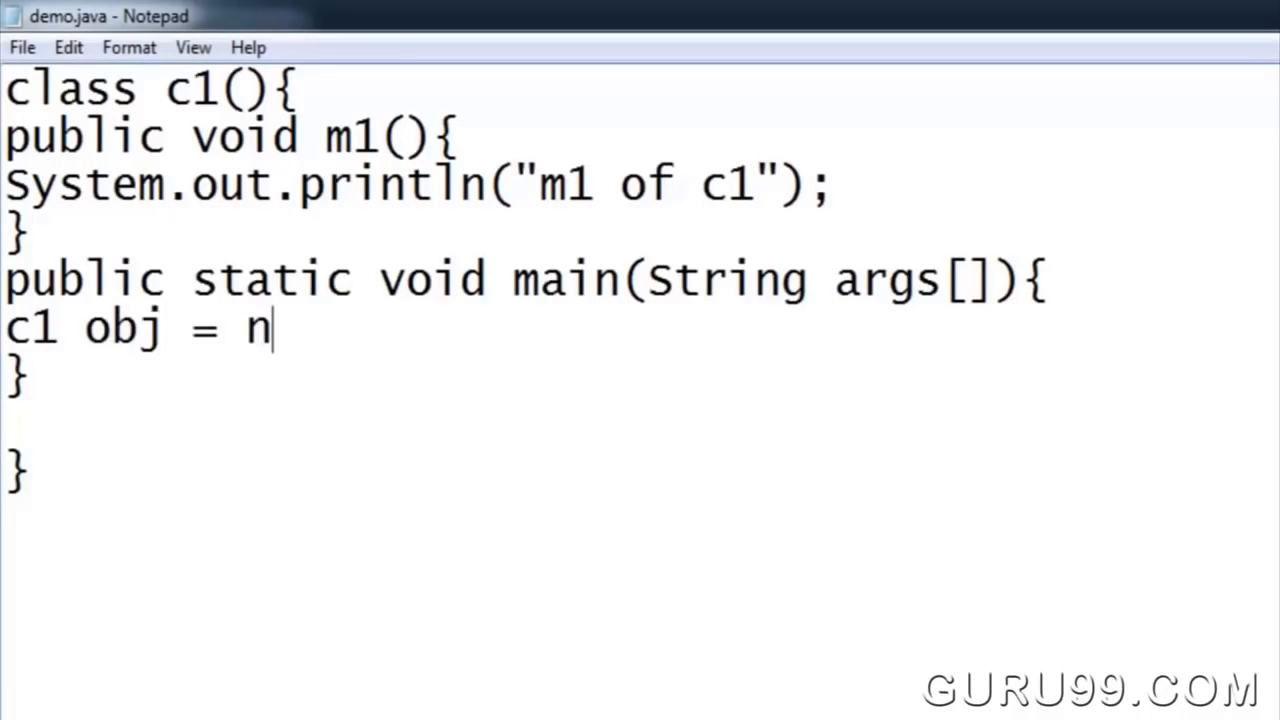 demo.java - Notepad
File Edit Format View Help
class c1(){
public void m1(){
System.out.println("m1 of c1");
}
public static void main(String args[]){
c1 obj = n
}
}
GURU99.COM